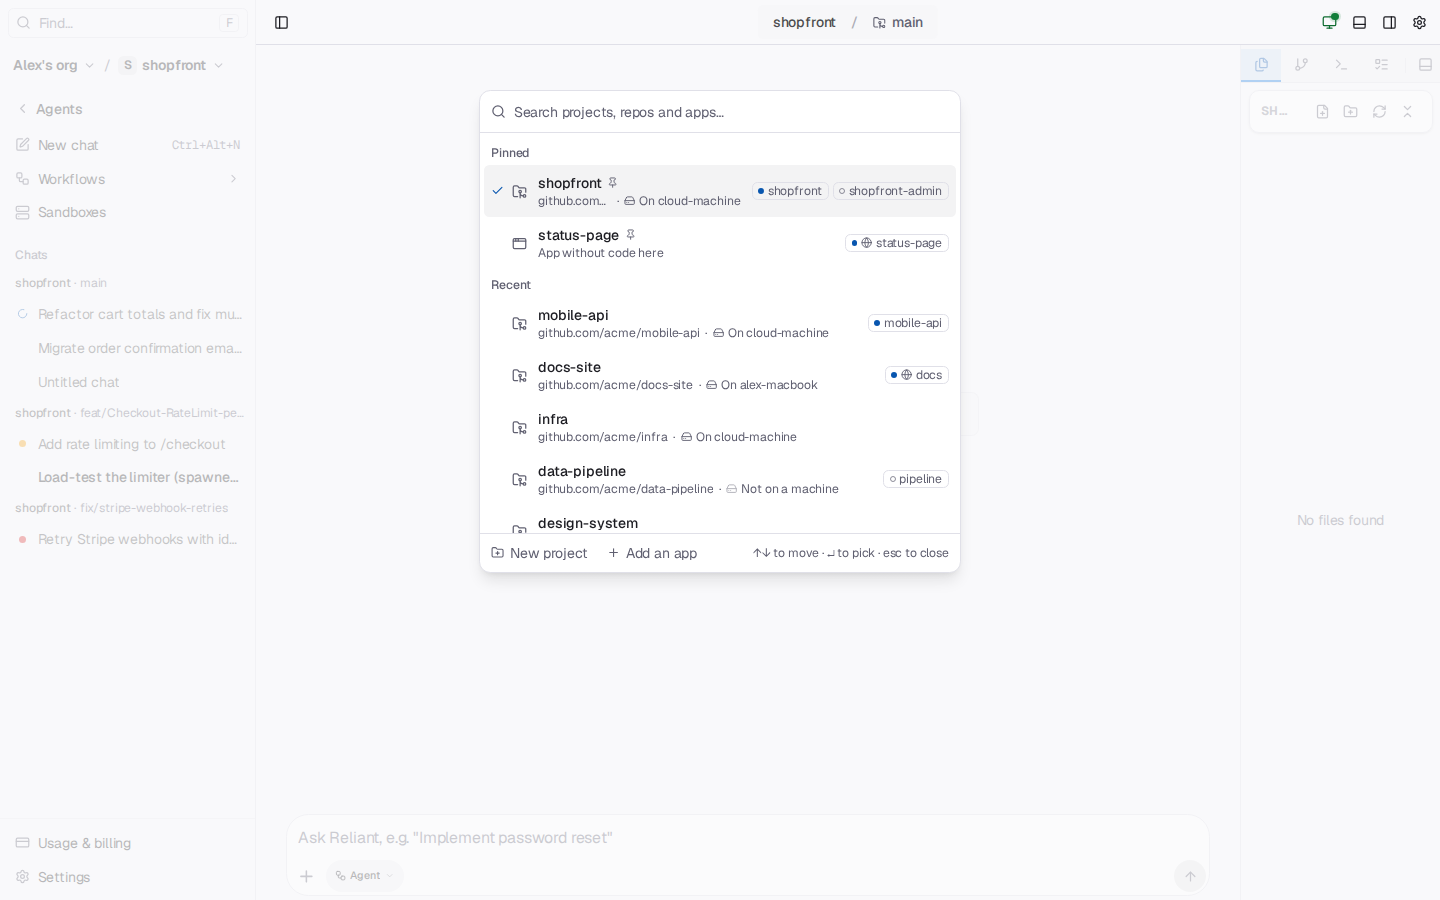 Find...
F
shopfront / main
Alex's org / S shopfront
Agents
New chat Ctrl+Alt+N
Workflows
Sandboxes
Chats
shopfront · main
Refactor cart totals and fix mu...
Migrate order confirmation ema...
Untitled chat
shopfront · feat/Checkout-RateLimit-pe...
Add rate limiting to /checkout
Load-test the limiter (spawne...
shopfront · fix/stripe-webhook-retries
Retry Stripe webhooks with id...
Usage & billing
Settings
Search projects, repos and apps...
Pinned
shopfront
github.com... · On cloud-machine
shopfront
shopfront-admin
status-page
App without code here
status-page
Recent
mobile-api
github.com/acme/mobile-api · On cloud-machine
mobile-api
docs-site
github.com/acme/docs-site · On alex-macbook
docs
infra
github.com/acme/infra · On cloud-machine
data-pipeline
github.com/acme/data-pipeline · Not on a machine
pipeline
design-system
New project
Add an app
↑↓ to move · ↵ to pick · esc to close
Ask Reliant, e.g. "Implement password reset"
Agent
SH...
No files found